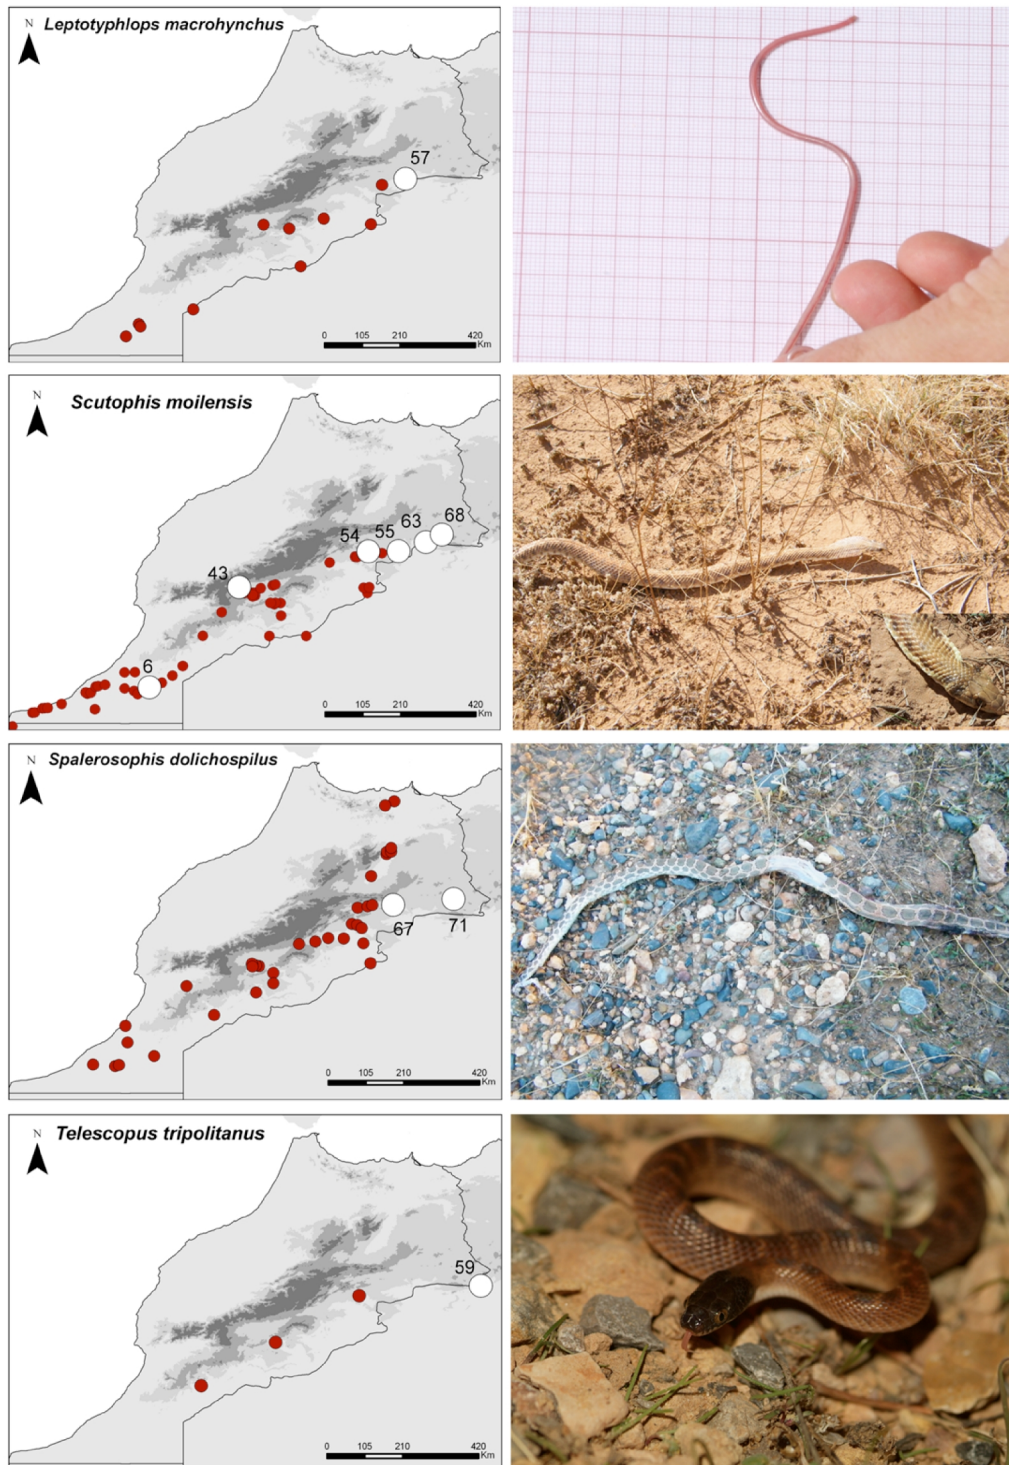 N
Leptotyphlops macrohynchus
57
0 105 210 420
Km
N
Scutophis moilensis
68
63
55
54
43
6
0 105 210 420
Km
N
Spalerosophis dolichospilus
67
71
0 105 210 420
Km
N
Telescopus tripolitanus
59
0 105 210 420
Km